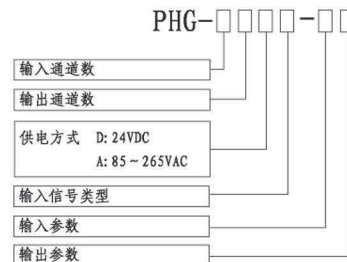 PHG-□□□□-□□
输入通道数
输出通道数
供电方式 D: 24VDC
A: 85~265VAC
输入信号类型
输入参数
输出参数